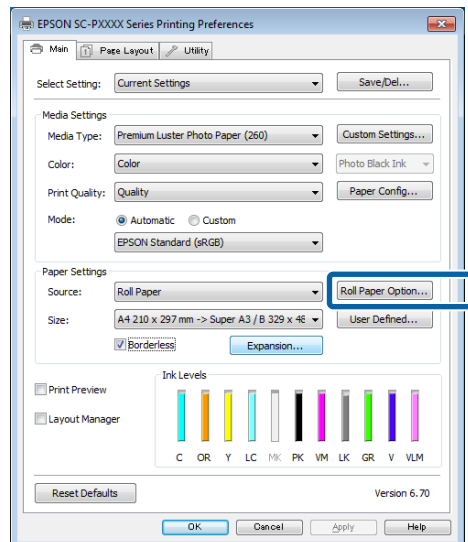 EPSON SC-PXXXX Series Printing Preferences
Main Page Layout Utility
Select Setting: Current Settings Save/Del...
Media Settings
Media Type: Premium Luster Photo Paper (260) Custom Settings...
Color: Color Photo Black Ink
Print Quality: Quality Paper Config...
Mode: Automatic Custom
EPSON Standard (sRGB)
Paper Settings
Source: Roll Paper Roll Paper Option...
Size: A4 210 x 297 mm -> Super A3 / B 329 x 48 User Defined...
Borderless Expansion...
Ink Levels
Print Preview
Layout Manager
C OR Y LC MK PK VM LK GR V VLM
Reset Defaults Version 6.70
OK Cancel Apply Help